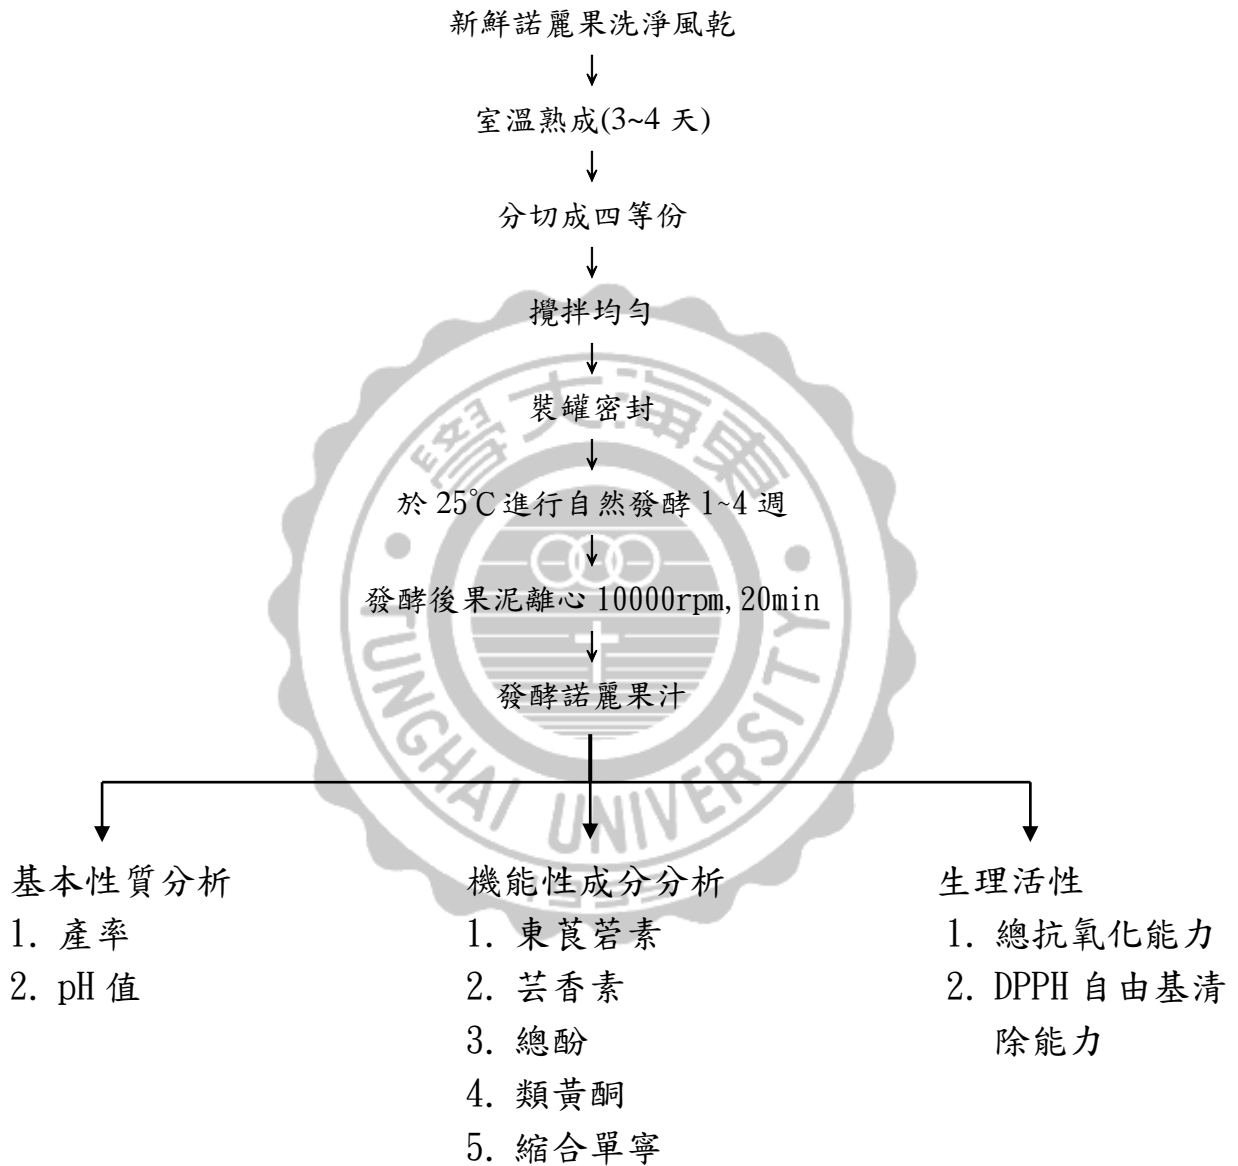 新鮮諾麗果洗淨風乾
室溫熟成(3~4 天)
分切成四等份
攪拌均勻
裝罐密封
於 25℃進行自然發酵 1~4 週
發酵後果泥離心 10000rpm,20min
發酵諾麗果汁
基本性質分析
1. 產率
2. pH 值
機能性成分分析
1. 東莨菪素
2. 芸香素
3. 總酚
4. 類黃酮
5. 縮合單寧
生理活性
1. 總抗氧化能力
2. DPPH 自由基清
除能力
學大海東
TUNGHAI UNIVERSITY